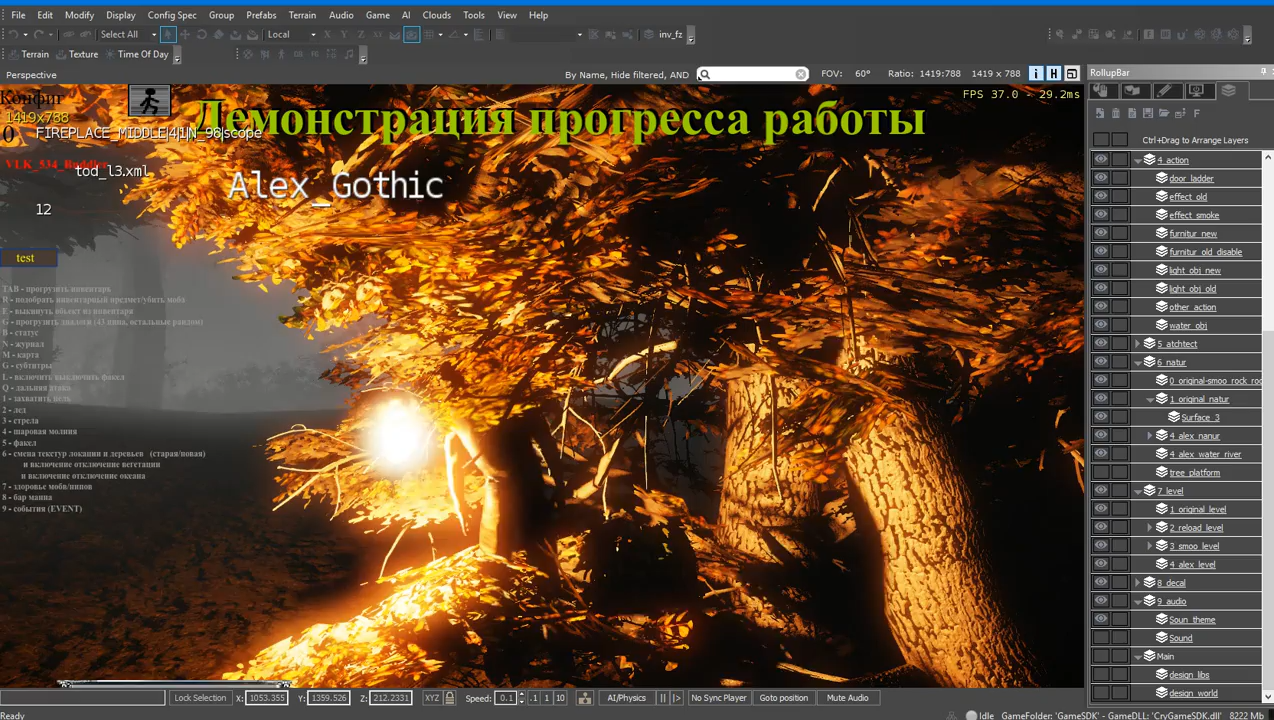 File Edit Modify Display Config Spec Group Prefabs Terrain Audio Game AI Clouds Tools View Help
Select All Local inv_fz
Terrain Texture Time Of Day
Perspective By Name, Hide filtered, AND FOV: 60° Ratio: 1419:788 1419 x 788
RollupBar
FPS 37.0 - 29.2ms
Конфиг
1419x788
Демонстрация прогресса работы
0 FIREPLACE_MIDDLE|4|1|N_98|scope
tod_l3.xml
Alex_Gothic
12
test
TAB - прогрузить инвентарь
R - подобрать инвентарный предмет/убить моба
E - выкинуть объект из инвентаря
G - прогрузить диалоги (43 нипа, остальные рандом)
B - статус
N - журнал
M - карта
G - субтитры
L - включить выключить факел
Q - дальняя атака
1 - захватить цель
2 - лед
3 - стрела
4 - шаровая молния
5 - факел
6 - смена текстур локации и деревьев (старая/новая)
и включение отключение вегетации
и включение отключение океана
7 - здоровье моба/нипов
8 - бар манна
9 - события (EVENT)
F
Ctrl+Drag to Arrange Layers
4_action
door_ladder
effect_old
effect_smoke
furnitur_new
furnitur_old_disable
light_obj_new
light_obj_old
other_action
water_obj
5_atchtect
6_natur
0_original-smoo_rock_roc
1_original_natur
Surface_3
4_alex_nanur
4_alex_water_river
tree_platform
7_level
1_original_level
2_reload_level
3_smoo_level
4_alex_level
8_decal
9_audio
Soun_theme
Sound
Main
design_libs
design_world
Lock Selection X: 1053.355 Y: 1359.526 Z: 212.2331 XYZ Speed: 0.1 .1 1 10 AI/Physics No Sync Player Goto position Mute Audio
Ready Idle GameFolder: 'GameSDK' - GameDLL: 'CryGameSDK.dll' 8222 Mb